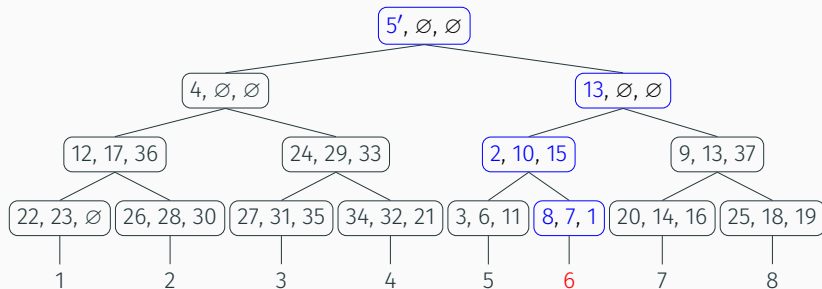 5′, ∅, ∅
4, ∅, ∅ 13, ∅, ∅
12, 17, 36 24, 29, 33 2, 10, 15 9, 13, 37
22, 23, ∅ 26, 28, 30 27, 31, 35 34, 32, 21 3, 6, 11 8, 7, 1 20, 14, 16 25, 18, 19
1 2 3 4 5 6 7 8